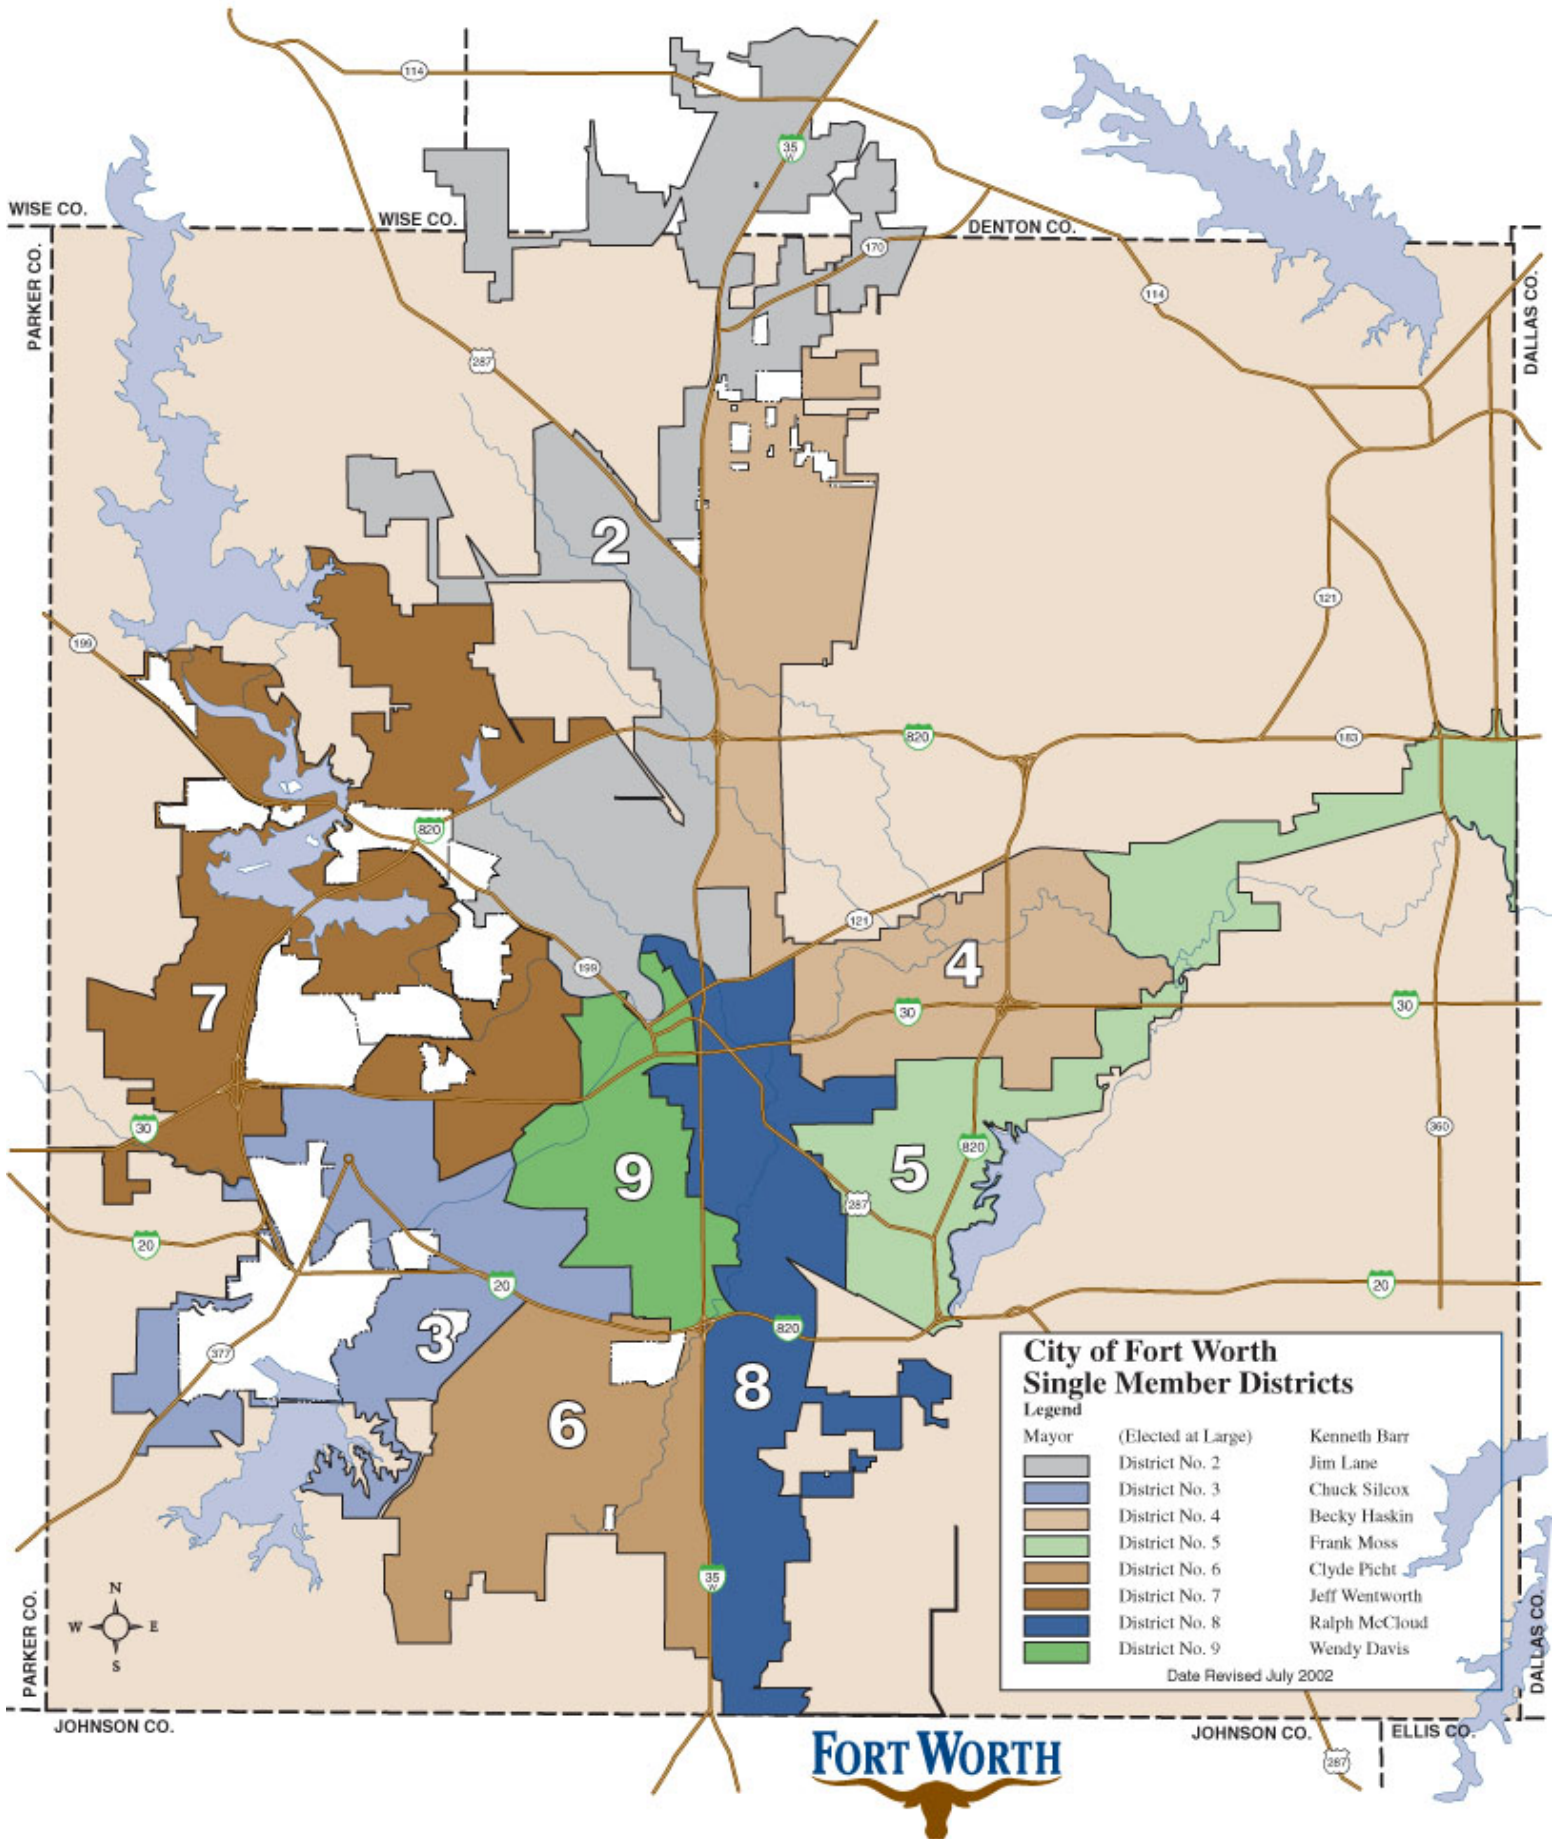 114
35
W
WISE CO.
WISE CO.
DENTON CO.
170
PARKER CO.
114
DALLAS CO.
287
2
121
199
820
183
820
121
199
4
7
30
30
30
9
5
820
360
287
20
20
20
3
377
820
8
6
35
W
City of Fort Worth
Single Member Districts
Legend
Mayor (Elected at Large) Kenneth Barr
District No. 2 Jim Lane
District No. 3 Chuck Silcox
District No. 4 Becky Haskin
District No. 5 Frank Moss
District No. 6 Clyde Picht
District No. 7 Jeff Wentworth
District No. 8 Ralph McCloud
District No. 9 Wendy Davis
Date Revised July 2002
N
W E
S
PARKER CO.
DALLAS CO.
JOHNSON CO.
JOHNSON CO.
ELLIS CO.
287
FORT WORTH